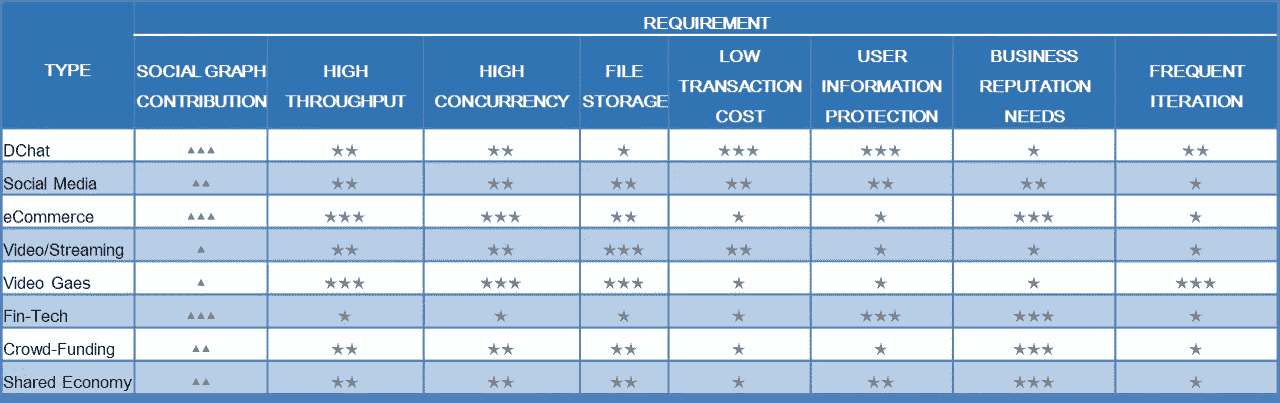 REQUIREMENT
TYPE
SOCIAL GRAPH
CONTRIBUTION
HIGH
THROUGHPUT
HIGH
CONCURRENCY
FILE
STORAGE
LOW
TRANSACTION
COST
USER
INFORMATION
PROTECTION
BUSINESS
REPUTATION
NEEDS
FREQUENT
ITERATION
DChat ▲▲▲ ★★ ★★ ★ ★★★ ★★★ ★ ★★
Social Media ▲▲ ★★ ★★ ★★ ★★ ★★ ★★ ★
eCommerce ▲▲▲ ★★★ ★★★ ★★ ★ ★ ★★★ ★
Video/Streaming ▲ ★★ ★★ ★★★ ★★ ★ ★ ★
Video Gaes ▲ ★★★ ★★★ ★★★ ★ ★ ★ ★★★
Fin-Tech ▲▲▲ ★ ★ ★ ★ ★★★ ★★★ ★
Crowd-Funding ▲▲ ★★ ★★ ★★ ★ ★ ★★★ ★
Shared Economy ▲▲ ★★ ★★ ★★ ★ ★★ ★★★ ★